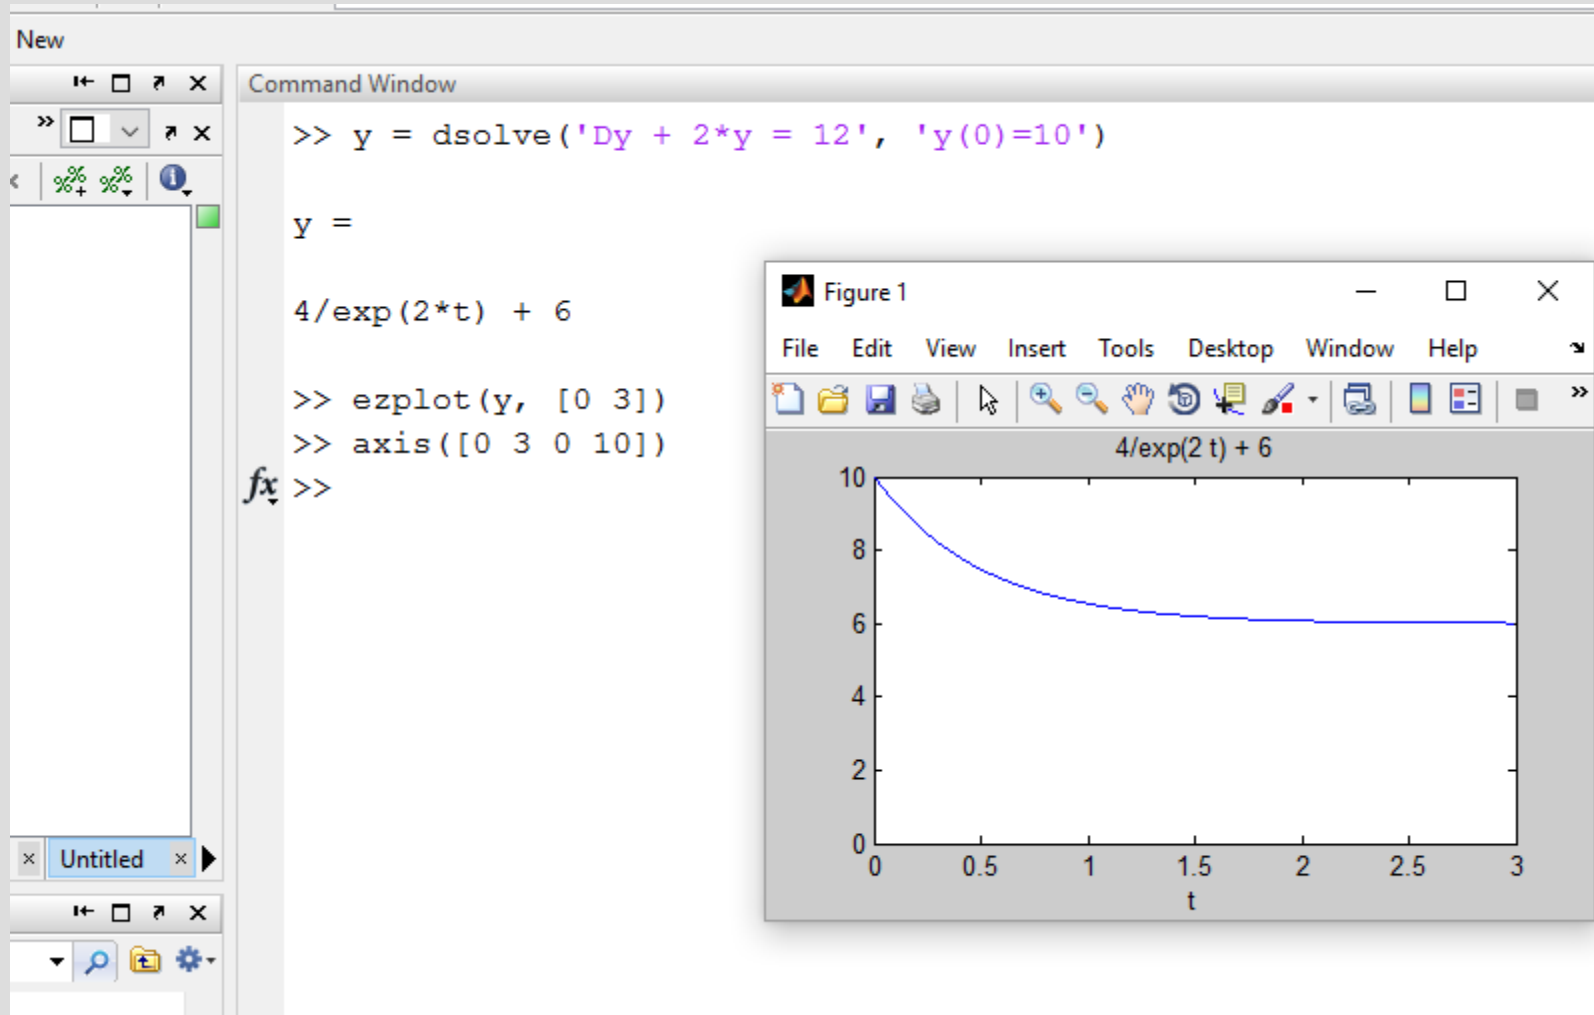 New
Command Window
>> y = dsolve('Dy + 2*y = 12', 'y(0)=10')
y =
4/exp(2*t) + 6
>> ezplot(y, [0 3])
>> axis([0 3 0 10])
fx >>
Untitled
Figure 1
File Edit View Insert Tools Desktop Window Help
4/exp(2 t) + 6
10
8
6
4
2
0
0 0.5 1 1.5 2 2.5 3
t